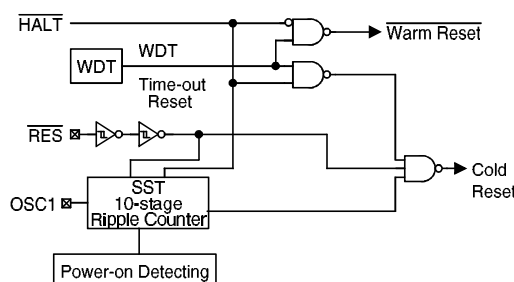 HALT
Warm Reset
WDT
WDT
Time-out
Reset
RES
Cold
Reset
OSC1
SST
10-stage
Ripple Counter
Power-on Detecting